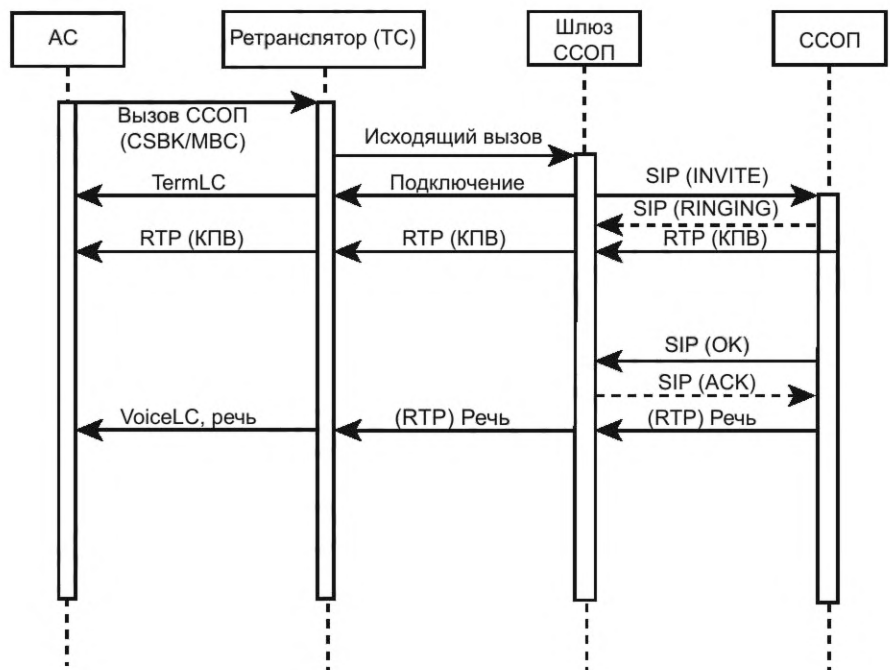 АС
Ретранслятор (ТС)
Шлюз
ССОП
ССОП
Вызов ССОП
(CSBK/MBC)
Исходящий вызов
TermLC
Подключение
SIP (INVITE)
SIP (RINGING)
RTP (КПВ)
RTP (КПВ)
RTP (КПВ)
SIP (OK)
SIP (ACK)
VoiceLC, речь
(RTP) Речь
(RTP) Речь